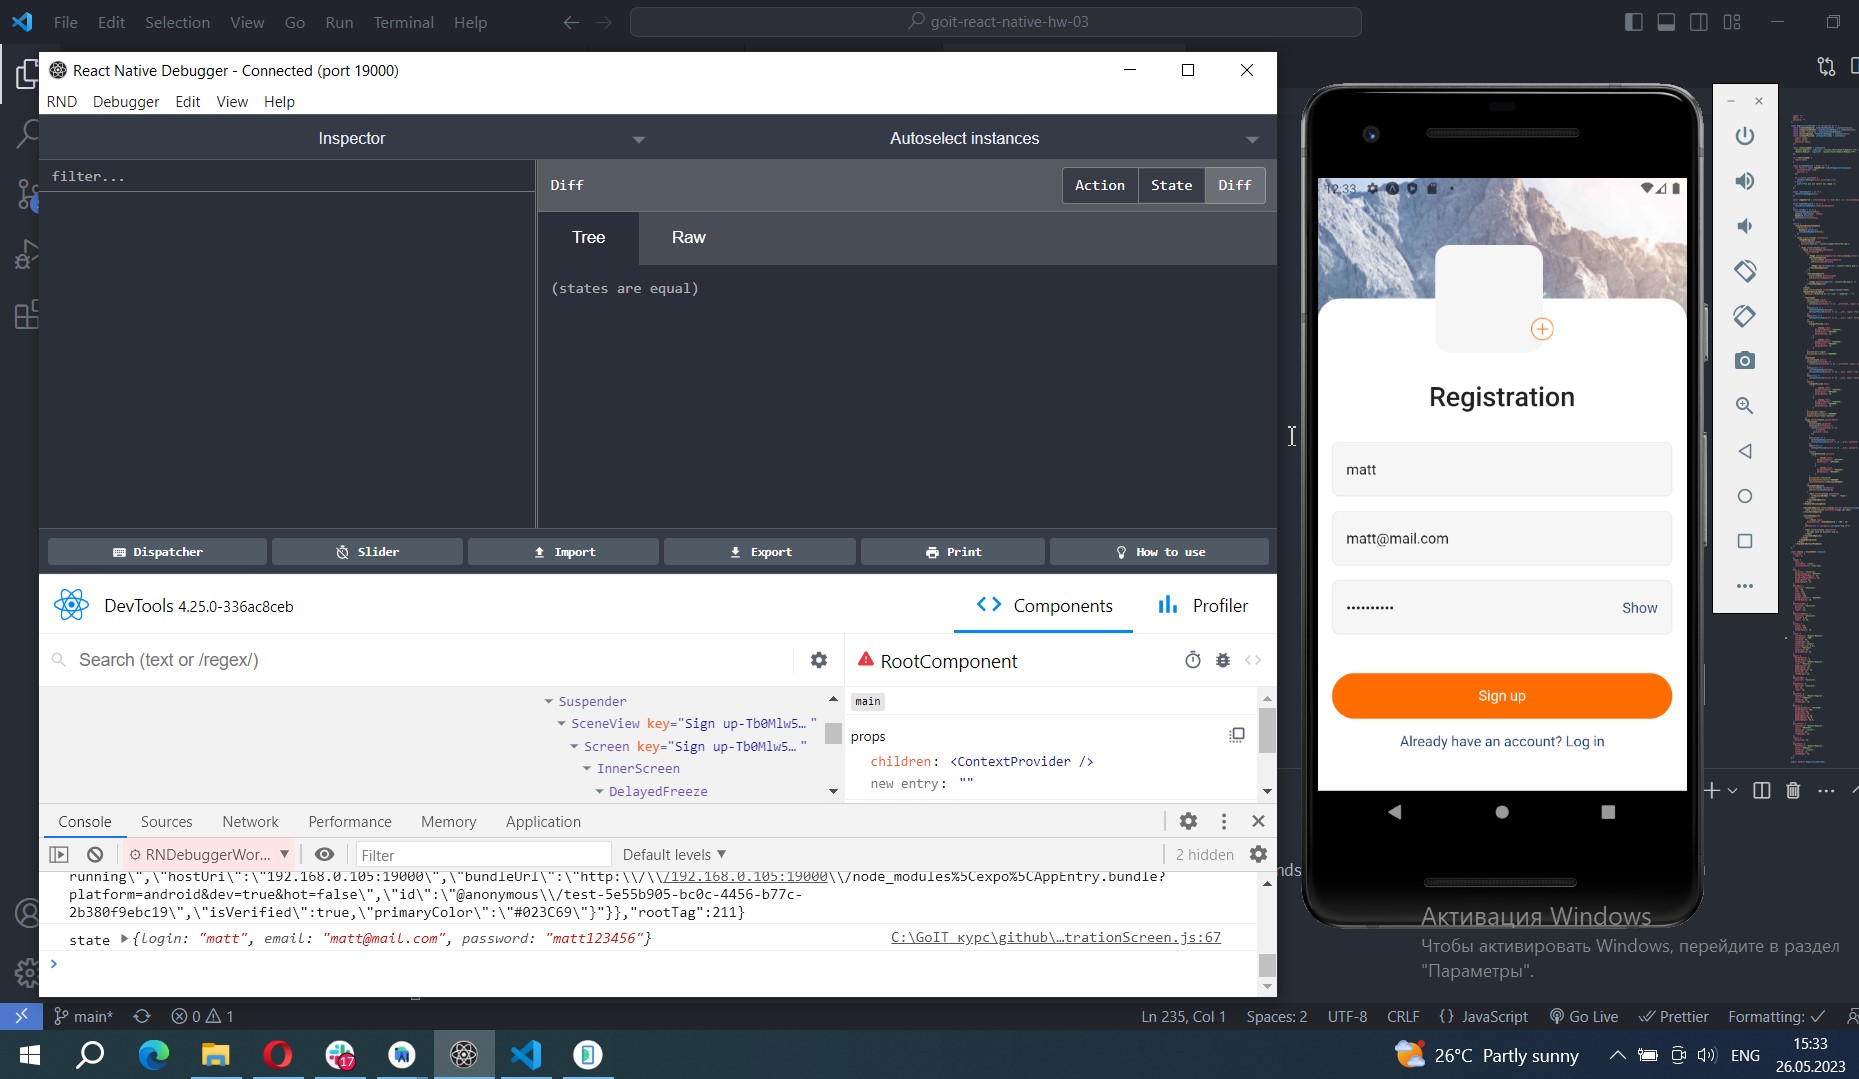 File Edit Selection View Go Run Terminal Help
goit-react-native-hw-03
React Native Debugger - Connected (port 19000)
RND Debugger Edit View Help
Inspector
Autoselect instances
filter...
Diff
Action State Diff
Tree Raw
(states are equal)
Dispatcher Slider Import Export Print How to use
DevTools 4.25.0-336ac8ceb
Components Profiler
Search (text or /regex/)
RootComponent
Suspender
SceneView key="Sign up-Tb0Mlw5…"
Screen key="Sign up-Tb0Mlw5…"
InnerScreen
DelayedFreeze
main
props
children: <ContextProvider />
new entry: ""
Console Sources Network Performance Memory Application
RNDebuggerWor... Filter Default levels 2 hidden
running\",\"hostUri\":\"192.168.0.105:19000\",\"bundleUrl\":\"http:\/\/192.168.0.105:19000\\/node_modules%5Cexpo%5CAppEntry.bundle?
platform=android&dev=true&hot=false\",\"id\":\"@anonymous\\/test-5e55b905-bc0c-4456-b77c-
2b380f9ebc19\",\"isVerified\":true,\"primaryColor\":\"#023C69\"}"}},"rootTag":211}
state {login: "matt", email: "matt@mail.com", password: "matt123456"}
C:\GoIT курс\github\…trationScreen.js:67
12:33
Registration
matt
matt@mail.com
••••••••••
Show
Sign up
Already have an account? Log in
nds
Активация Windows
Чтобы активировать Windows, перейдите в раздел
"Параметры".
main* 0 1
Ln 235, Col 1 Spaces: 2 UTF-8 CRLF {} JavaScript Go Live Prettier Formatting: ✓
17
26°C Partly sunny
ENG
15:33
26.05.2023